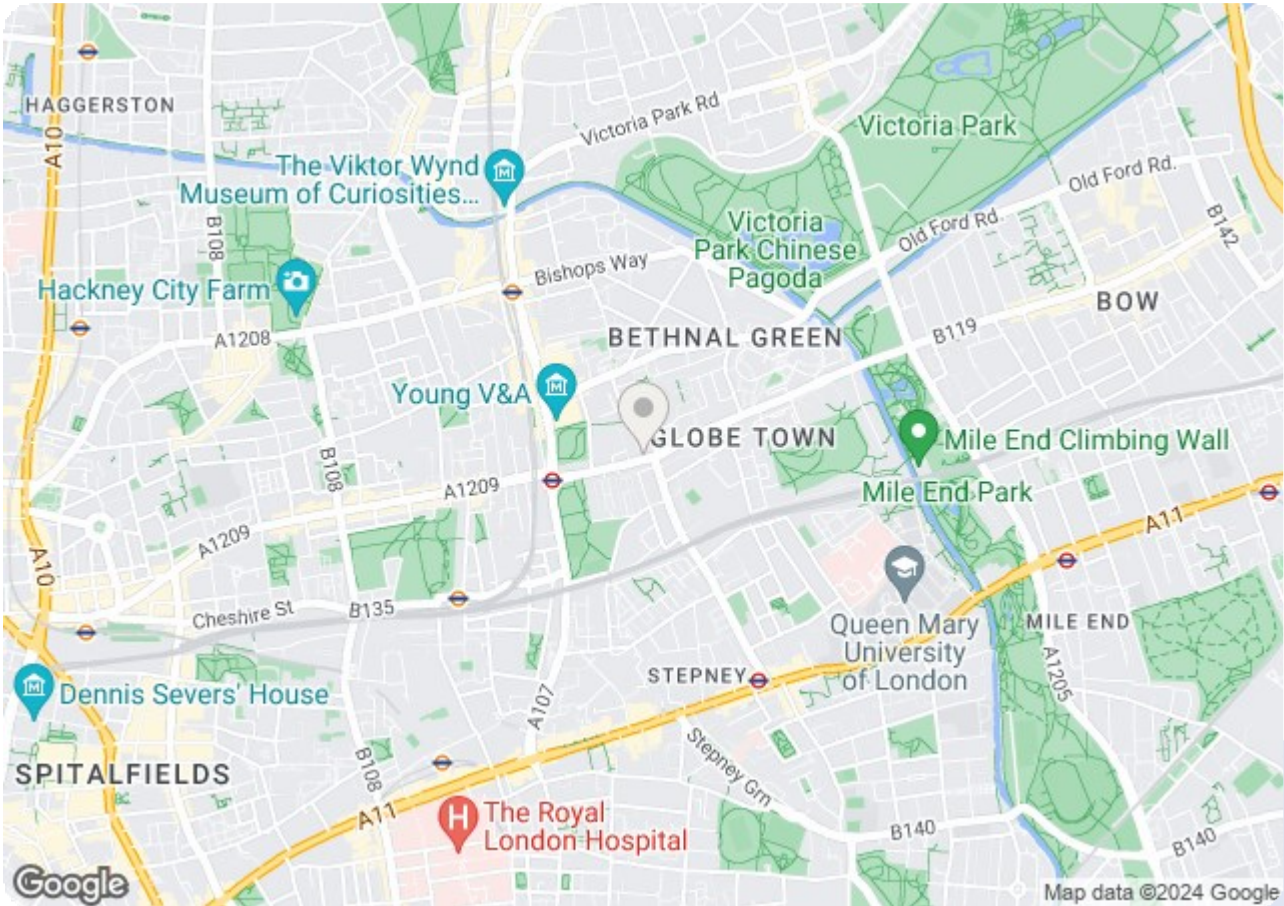 HAGGERSTON
A10
Victoria Park Rd
Victoria Park
The Viktor Wynd
Museum of Curiosities...
Old Ford Rd.
B108
B142
Victoria
Park Chinese
Pagoda
Old Ford Rd.
Bishops Way
Hackney City Farm
BOW
A1208
BETHNAL GREEN
B119
Young V&A
GLOBE TOWN
Mile End Climbing Wall
B108
A1209
Mile End Park
A11
A1209
A10
Cheshire St
B135
Queen Mary
University
of London
MILE END
STEPNEY
A1205
Dennis Severs' House
A107
SPITALFIELDS
B108
Stepney Grn
A11
The Royal
London Hospital
B140
B140
Google
Map data ©2024 Google